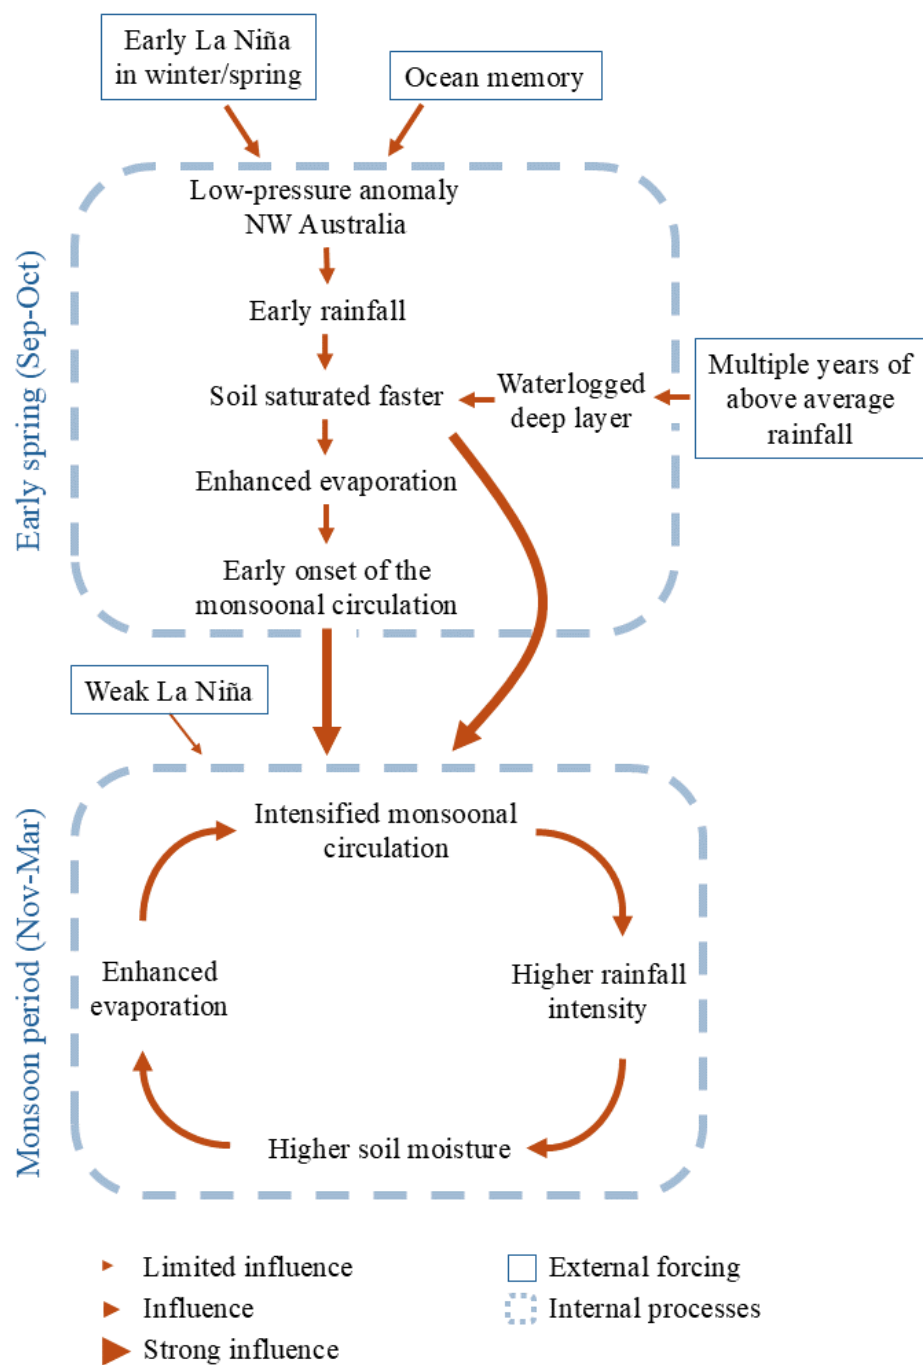 Early La Niña
in winter/spring
Ocean memory
Early spring (Sep-Oct)
Low-pressure anomaly
NW Australia
Early rainfall
Soil saturated faster
Waterlogged
deep layer
Multiple years of
above average
rainfall
Enhanced evaporation
Early onset of the
monsoonal circulation
Weak La Niña
Monsoon period (Nov-Mar)
Intensified monsoonal
circulation
Higher rainfall
intensity
Higher soil moisture
Enhanced
evaporation
Limited influence
Influence
Strong influence
External forcing
Internal processes